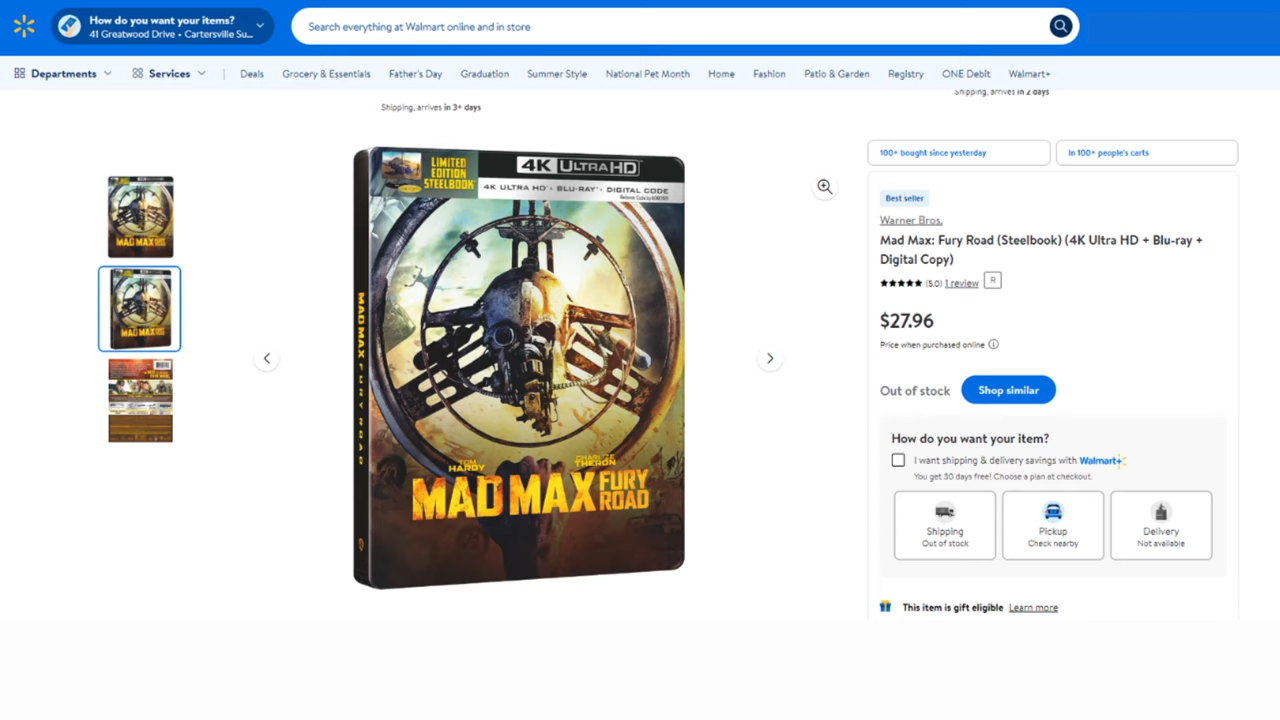 How do you want your items?
41 Greatwood Drive • Cartersville Su...
Search everything at Walmart online and in store
Departments
Services
Deals
Grocery & Essentials
Father's Day
Graduation
Summer Style
National Pet Month
Home
Fashion
Patio & Garden
Registry
ONE Debit
Walmart+
Shipping, arrives in 3+ days
Shipping, arrives in 2 days
LIMITED
EDITION
STEELBOOK
4K ULTRA HD
4K ULTRA HD + BLU-RAY + DIGITAL CODE
MAD MAX FURY ROAD
TOM
HARDY
CHARLIZE
THERON
MAD MAX FURY
ROAD
MAD MAX
MAD MAX
100+ bought since yesterday
In 100+ people's carts
Best seller
Warner Bros.
Mad Max: Fury Road (Steelbook) (4K Ultra HD + Blu-ray +
Digital Copy)
(5.0) 1 review R
$27.96
Price when purchased online
Out of stock
Shop similar
How do you want your item?
I want shipping & delivery savings with Walmart+
You get 30 days free! Choose a plan at checkout.
Shipping
Out of stock
Pickup
Check nearby
Delivery
Not available
This item is gift eligible Learn more